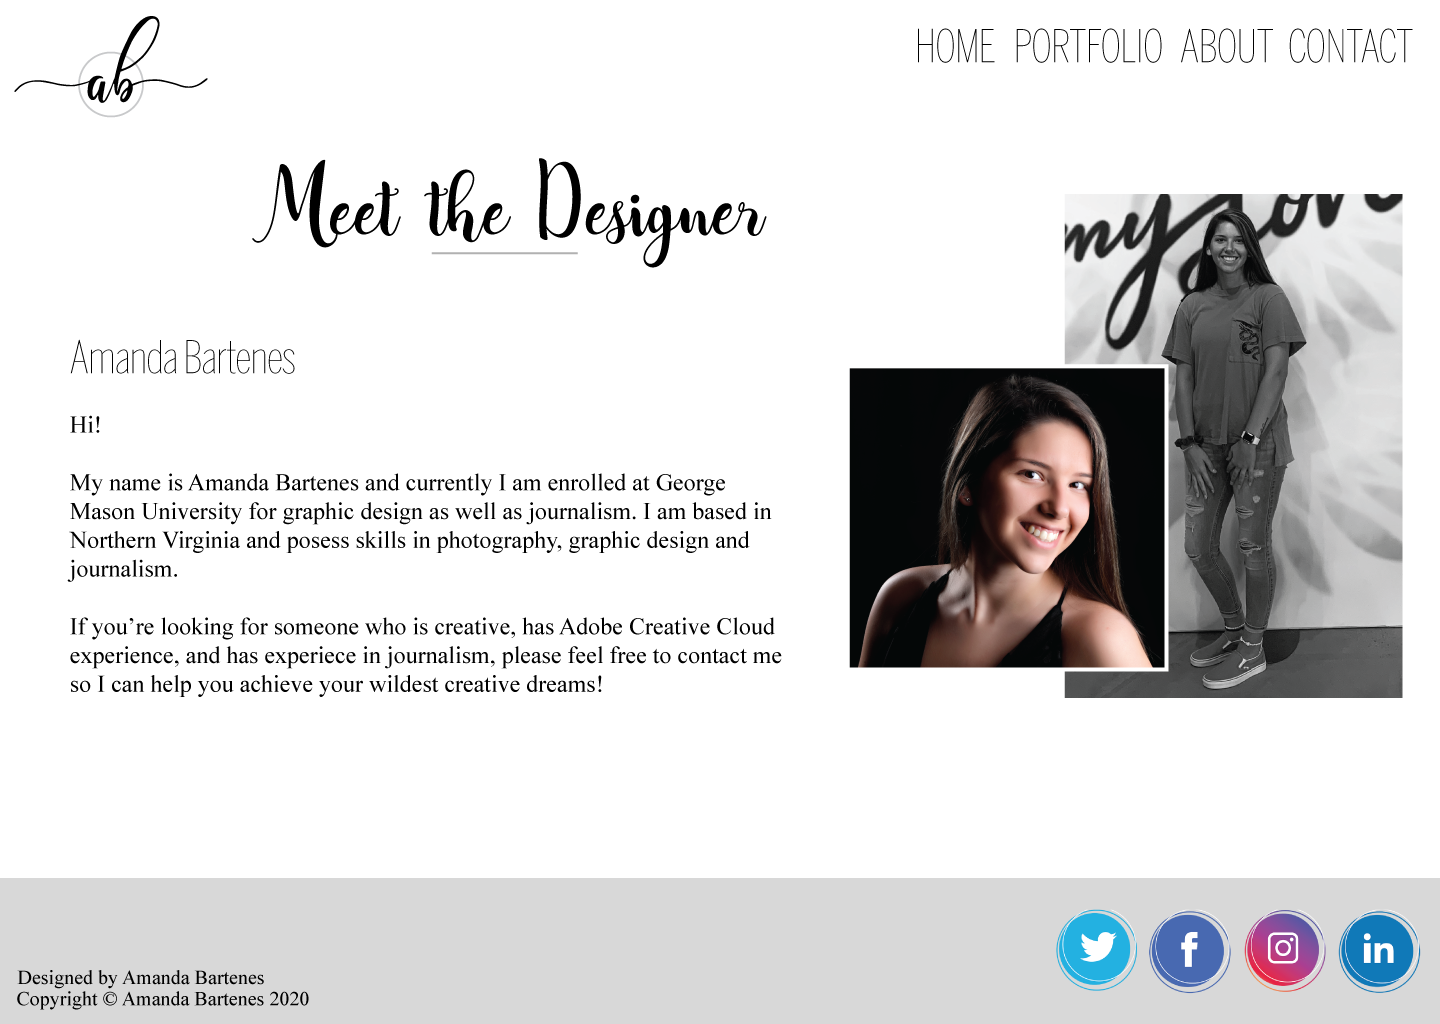 ab
HOME PORTFOLIO ABOUT CONTACT
Meet the Designer
my love
Amanda Bartenes
Hi!
My name is Amanda Bartenes and currently I am enrolled at George
Mason University for graphic design as well as journalism. I am based in
Northern Virginia and posess skills in photography, graphic design and
journalism.
If you’re looking for someone who is creative, has Adobe Creative Cloud
experience, and has experiece in journalism, please feel free to contact me
so I can help you achieve your wildest creative dreams!
Designed by Amanda Bartenes
Copyright © Amanda Bartenes 2020